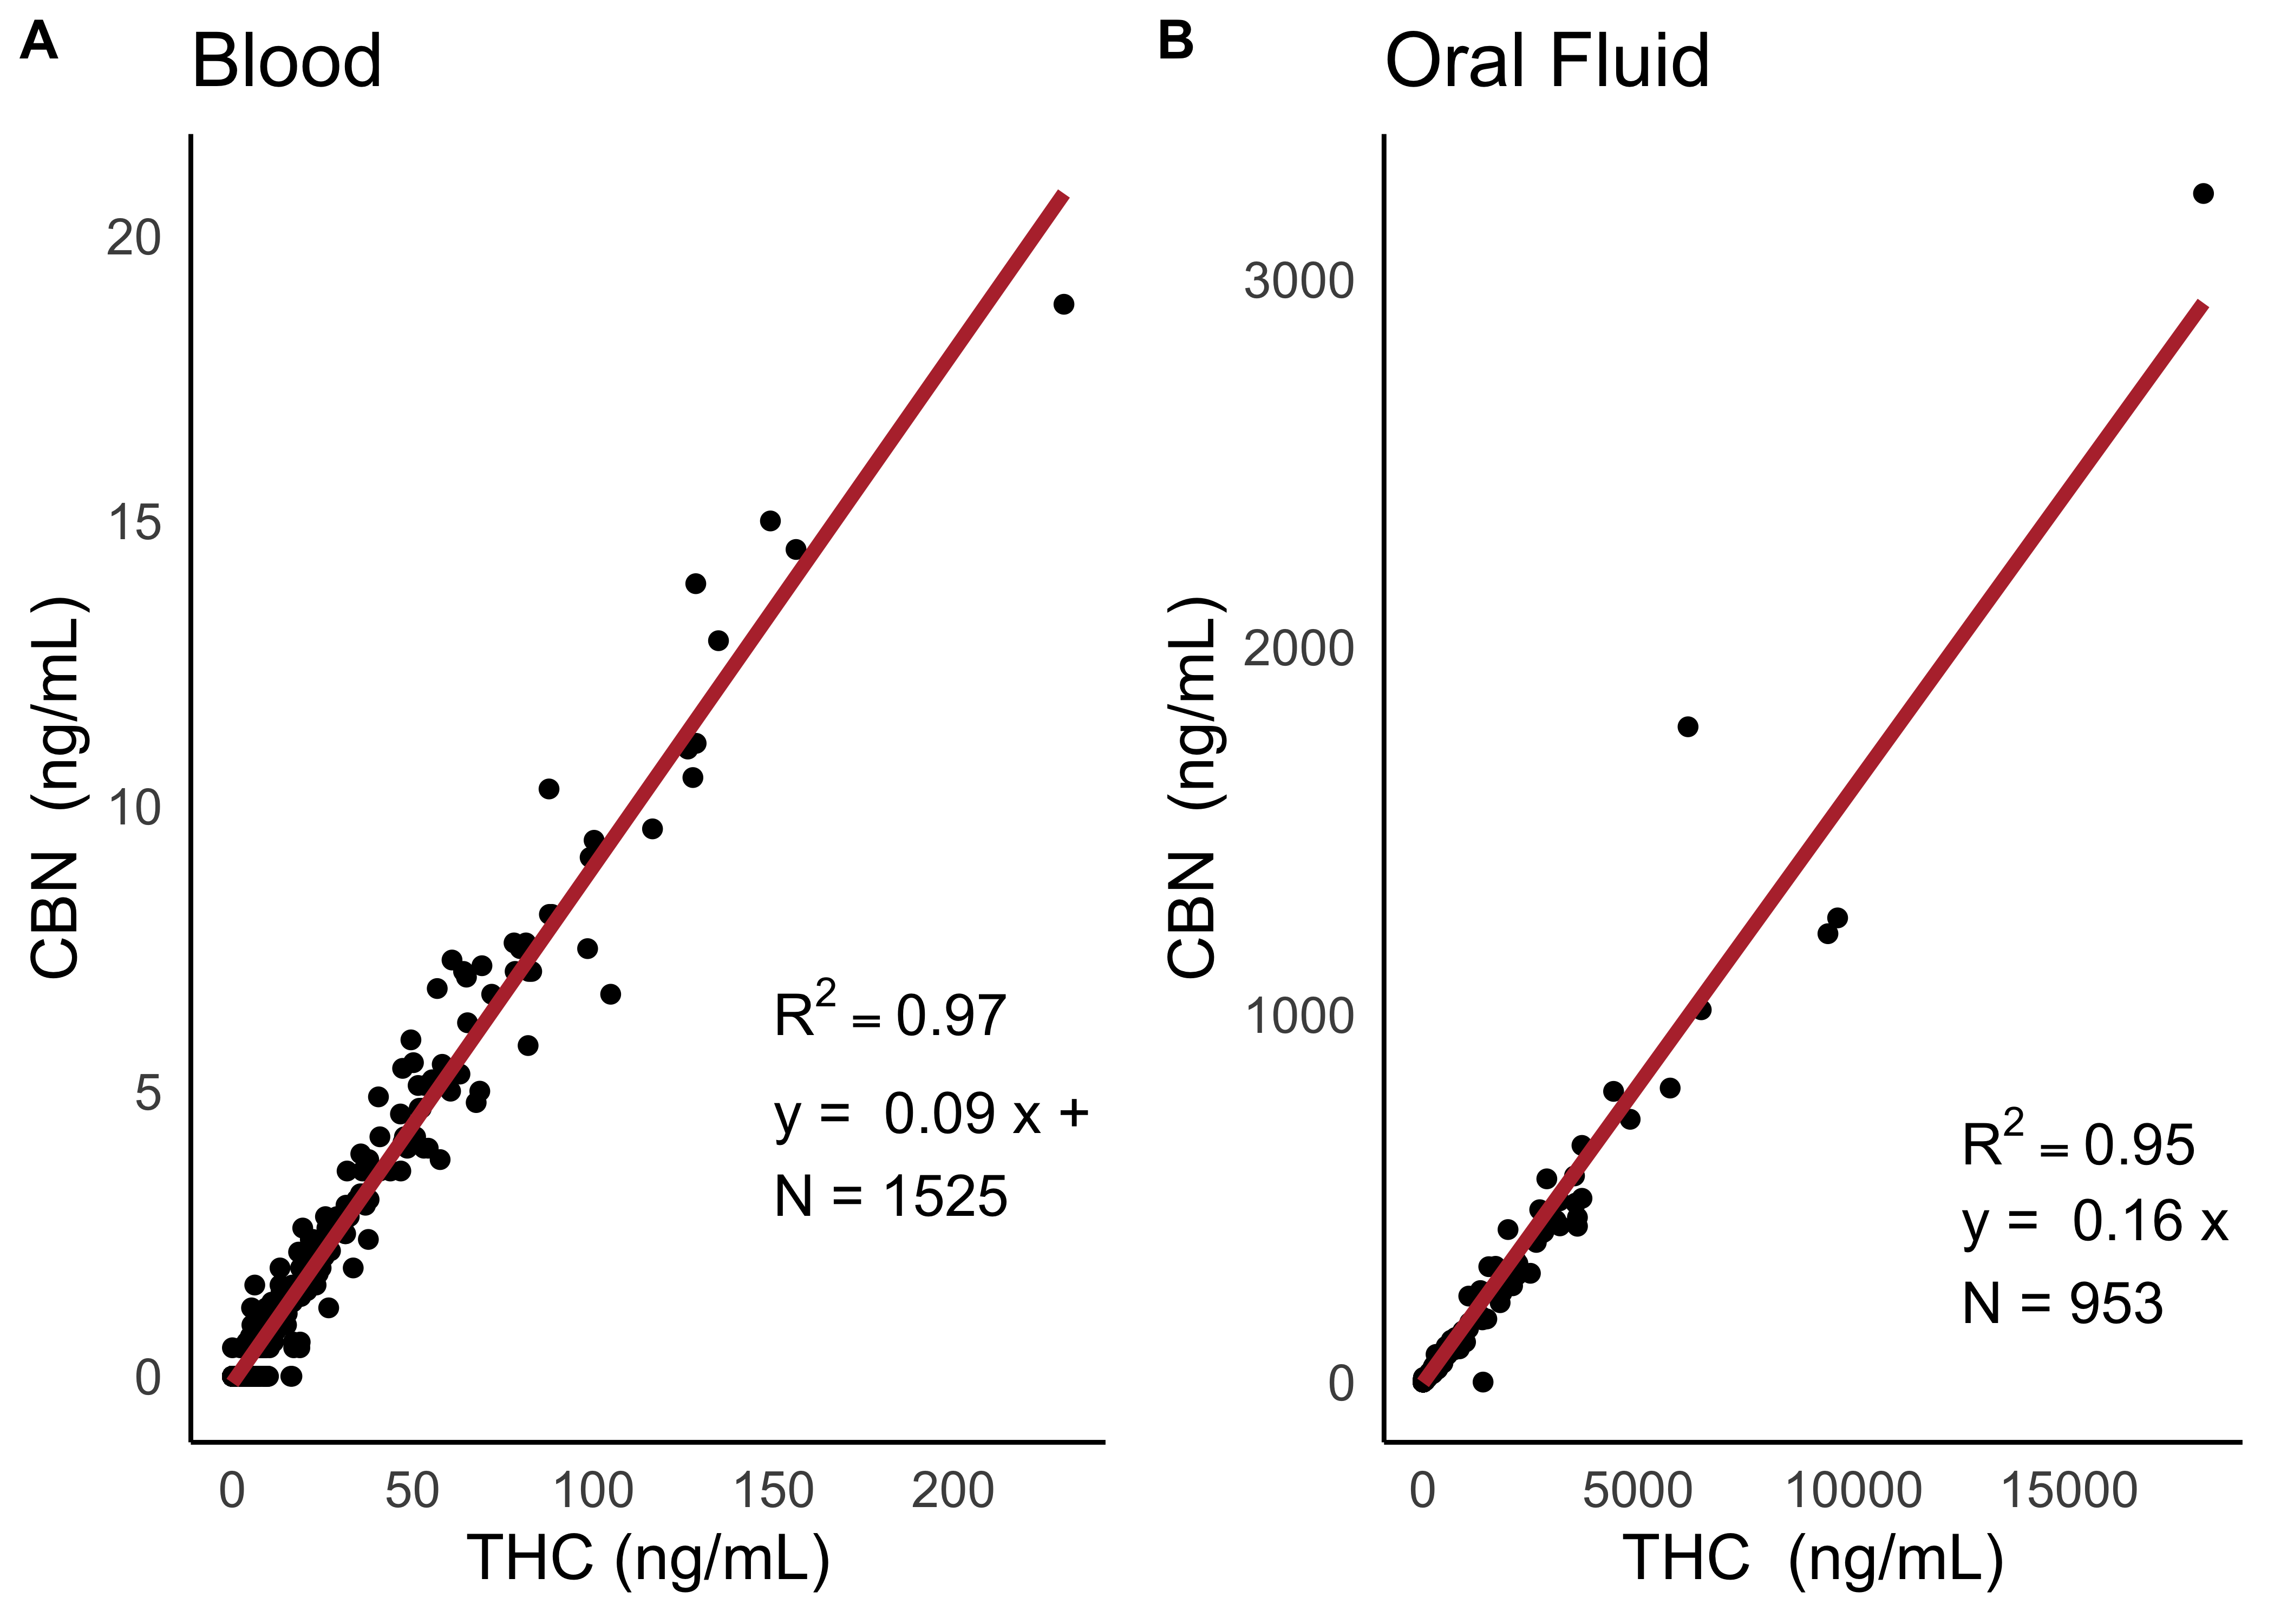 A
Blood
20
15
10
5
0
CBN (ng/mL)
R² = 0.97
y = 0.09 x +
N = 1525
0 50 100 150 200
THC (ng/mL)
B
Oral Fluid
3000
2000
1000
0
CBN (ng/mL)
R² = 0.95
y = 0.16 x
N = 953
0 5000 10000 15000
THC (ng/mL)